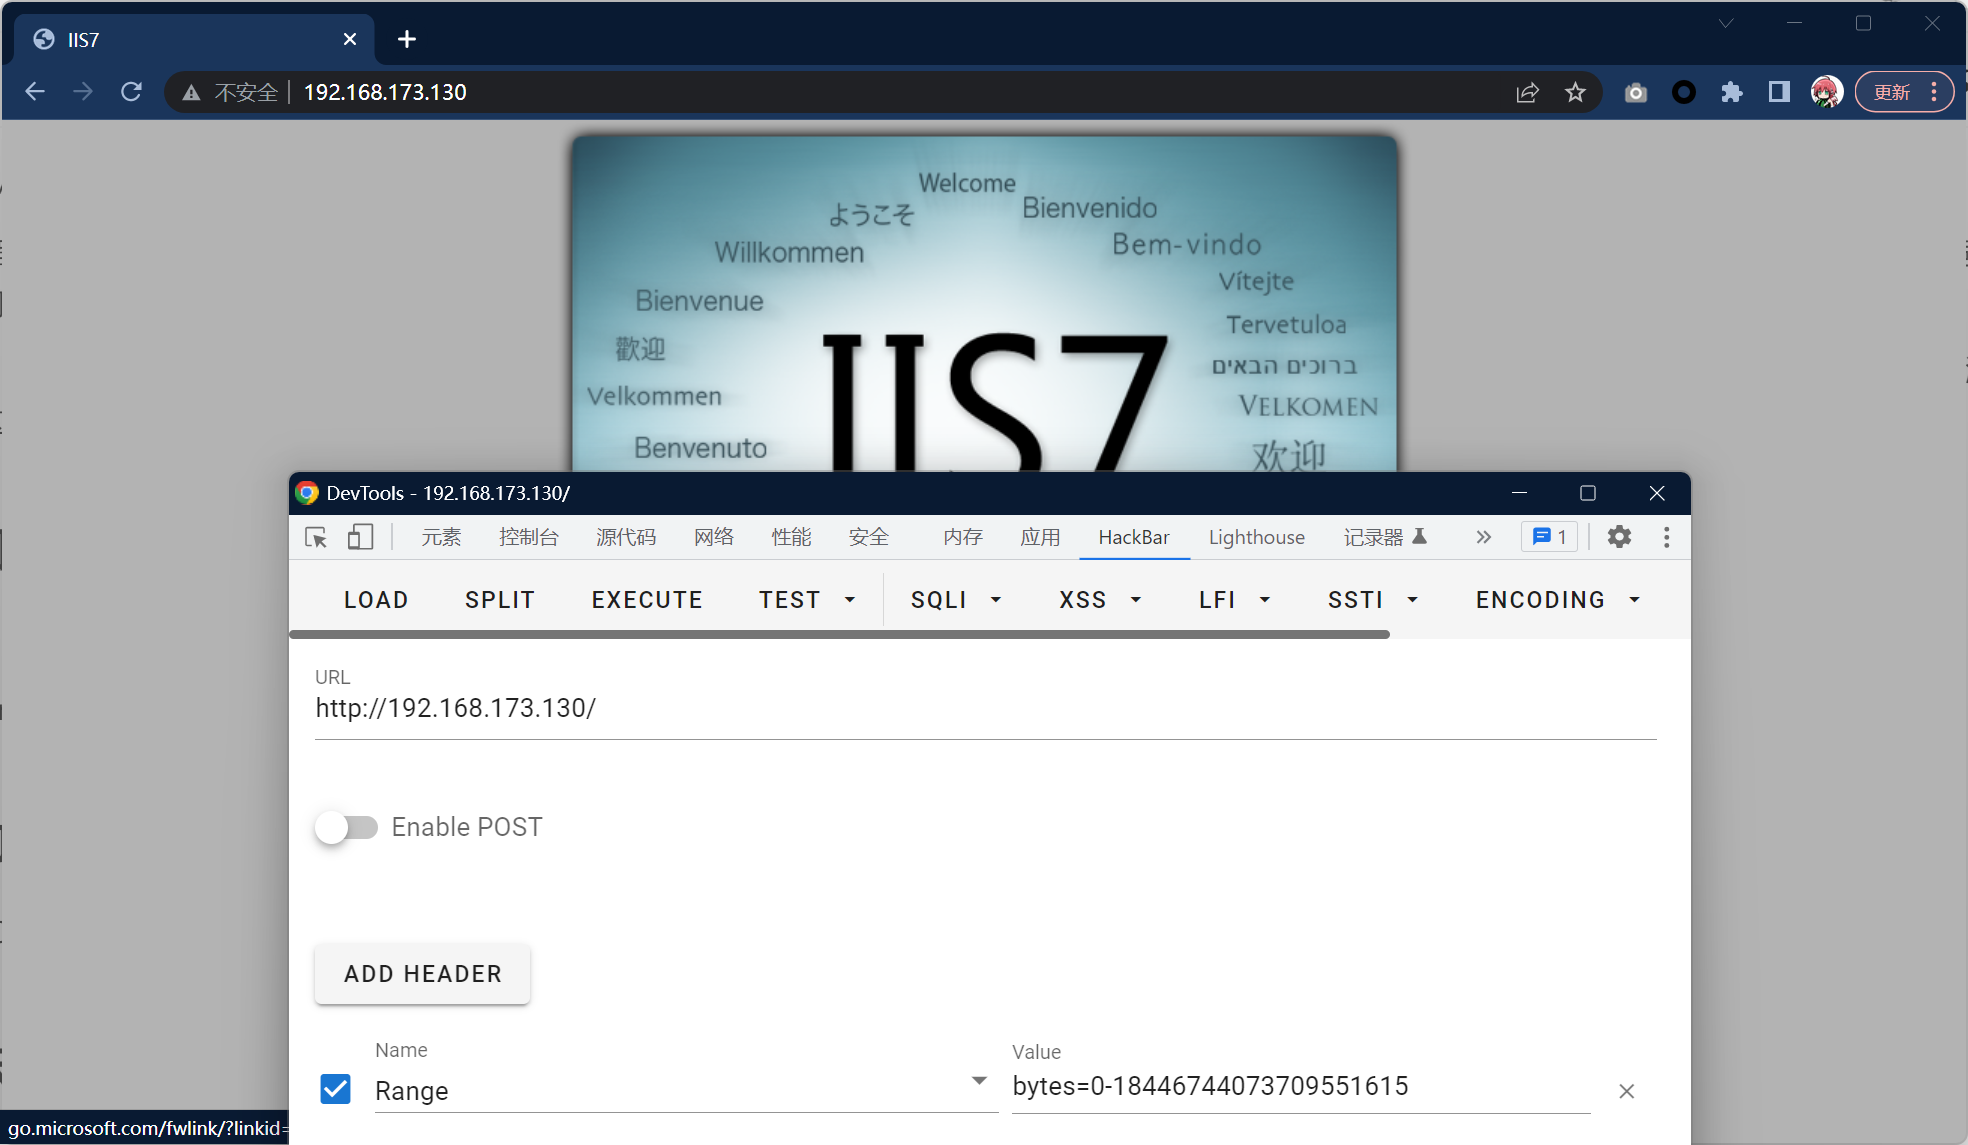 IIS7
不安全 192.168.173.130 更新
Welcome
ようこそ
Bienvenido
Willkommen
Bem-vindo
Vítejte
Bienvenue
Tervetuloa
歡迎
ברוכים הבאים
Velkommen
VELKOMEN
Benvenuto
欢迎
IIS7
DevTools - 192.168.173.130/
元素 控制台 源代码 网络 性能 安全 内存 应用 HackBar Lighthouse 记录器 1
LOAD SPLIT EXECUTE TEST SQLI XSS LFI SSTI ENCODING
URL
http://192.168.173.130/
Enable POST
ADD HEADER
Name Value
Range bytes=0-18446744073709551615
go.microsoft.com/fwlink/?linkid=